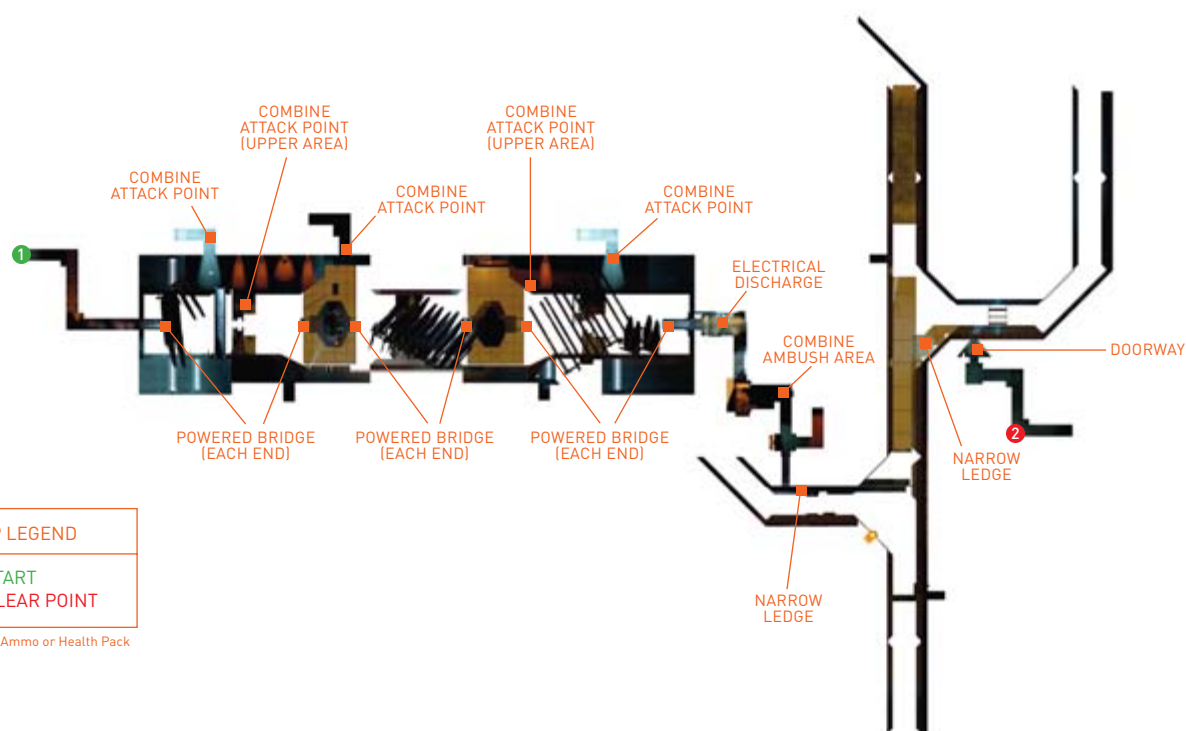 COMBINE
ATTACK POINT
(UPPER AREA)
COMBINE
ATTACK POINT
(UPPER AREA)
COMBINE
ATTACK POINT
COMBINE
ATTACK POINT
COMBINE
ATTACK POINT
1
ELECTRICAL
DISCHARGE
COMBINE
AMBUSH AREA
DOORWAY
POWERED BRIDGE
(EACH END)
POWERED BRIDGE
(EACH END)
POWERED BRIDGE
(EACH END)
2
NARROW
LEDGE
P LEGEND
TART
LEAR POINT
Ammo or Health Pack
NARROW
LEDGE